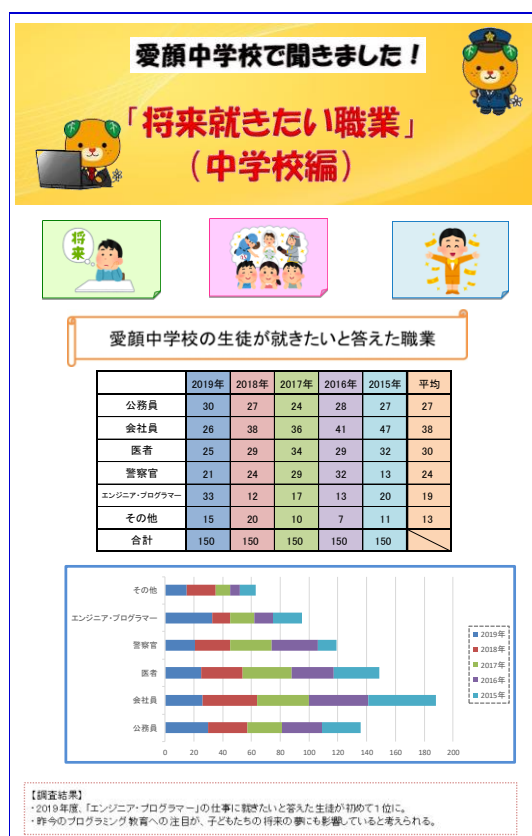 愛顔中学校で聞きました！
「将来就きたい職業」
（中学校編）
将来
愛顔中学校の生徒が就きたいと答えた職業
2019年 2018年 2017年 2016年 2015年 平均
公務員 30 27 24 28 27 27
会社員 26 38 36 41 47 38
医者 25 29 34 29 32 30
警察官 21 24 29 32 13 24
エンジニア・プログラマー 33 12 17 13 20 19
その他 15 20 10 7 11 13
合計 150 150 150 150 150
その他
エンジニア・プログラマー
警察官
医者
会社員
公務員
0 20 40 60 80 100 120 140 160 180 200
2019年
2018年
2017年
2016年
2015年
【調査結果】
・2019年度、「エンジニア・プログラマー」の仕事に就きたいと答えた生徒が初めて1位に。
・昨今のプログラミング教育への注目が、子どもたちの将来の夢にも影響していると考えられる。